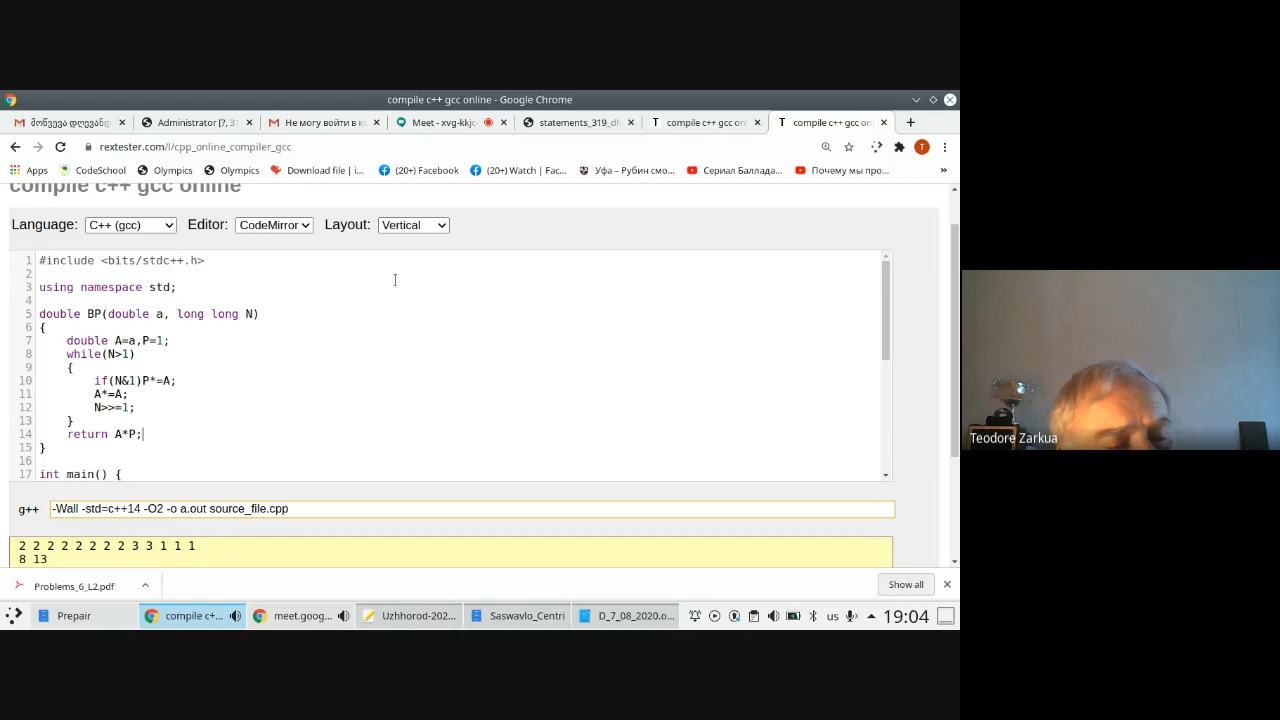 compile c++ gcc online - Google Chrome
მოწვევა დღევანდ
Administrator [?, 31
Не могу войти в ко
Meet - xvg-kkjc
statements_319_dh
compile c++ gcc on
compile c++ gcc on
rextester.com/l/cpp_online_compiler_gcc
Apps
CodeSchool
Olympics
Olympics
Download file | i...
(20+) Facebook
(20+) Watch | Fac...
Уфа – Рубин смо...
Сериал Баллада...
Почему мы про...
compile c++ gcc online
Language: C++ (gcc) Editor: CodeMirror Layout: Vertical
1 #include <bits/stdc++.h>
2
3 using namespace std;
4
5 double BP(double a, long long N)
6 {
7 double A=a,P=1;
8 while(N>1)
9 {
10 if(N&1)P*=A;
11 A*=A;
12 N>>=1;
13 }
14 return A*P;
15 }
16
17 int main() {
g++ -Wall -std=c++14 -O2 -o a.out source_file.cpp
2 2 2 2 2 2 2 2 3 3 1 1 1
8 13
Problems_6_L2.pdf
Show all
Prepair
compile c+...
meet.goog...
Uzhhorod-202...
Saswavlo_Centri
D_7_08_2020.o...
us
19:04
Teodore Zarkua